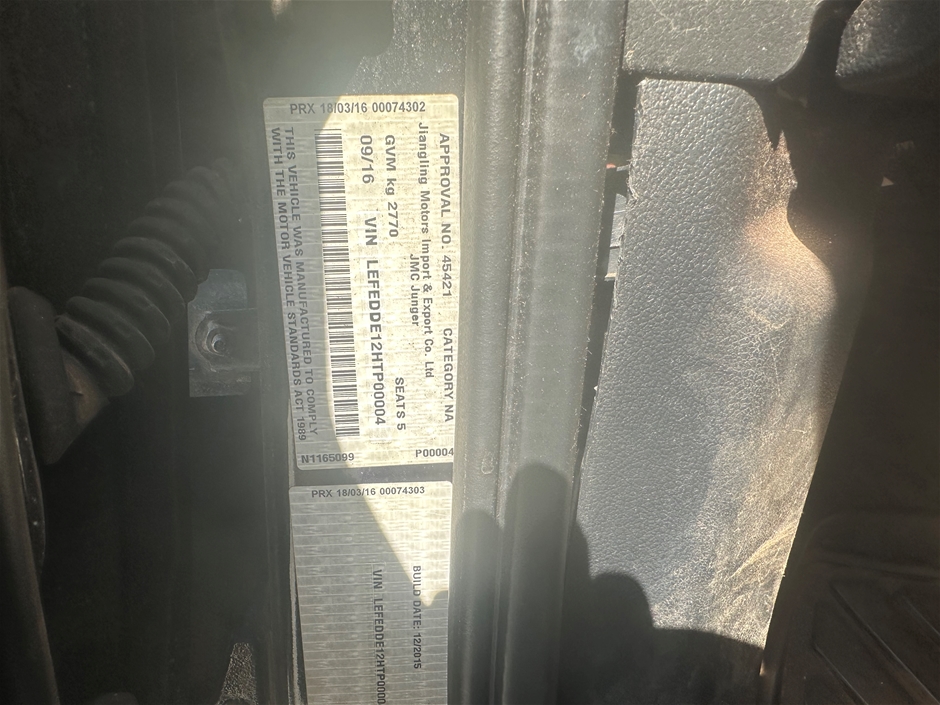 PRX 18/03/16 00074302
APPROVAL NO. 45421 CATEGORY NA
Jiangling Motors Import & Export Co. Ltd
JMC Junger
GVM kg 2770 SEATS 5
09/16 VIN LEFEDDE12HTP00004
THIS VEHICLE WAS MANUFACTURED TO COMPLY
WITH THE MOTOR VEHICLE STANDARDS ACT 1989
N1165099 P00004
PRX 18/03/16 00074303
BUILD DATE: 12/2015
VIN LEFEDDE12HTP0000